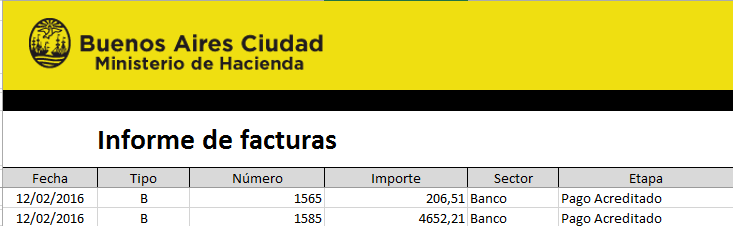 Buenos Aires Ciudad
Ministerio de Hacienda
Informe de facturas
Fecha Tipo Número Importe Sector Etapa
12/02/2016 B 1565 206,51 Banco Pago Acreditado
12/02/2016 B 1585 4652,21 Banco Pago Acreditado